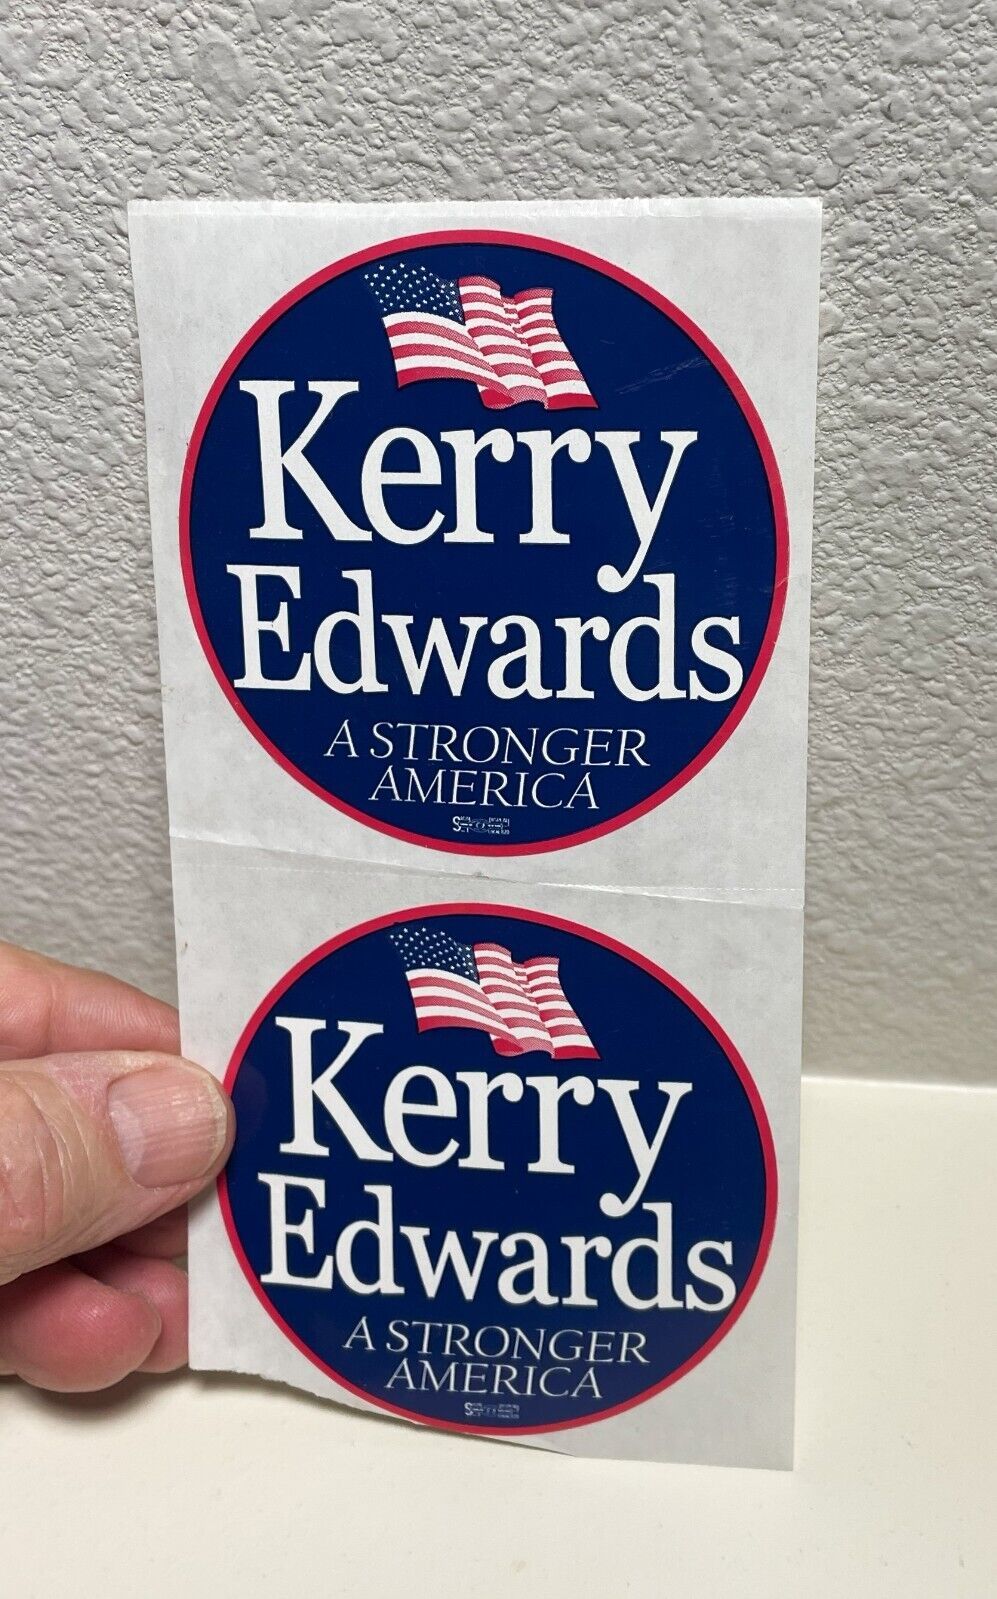 Kerry
Edwards
A STRONGER
AMERICA
Kerry
Edwards
A STRONGER
AMERICA